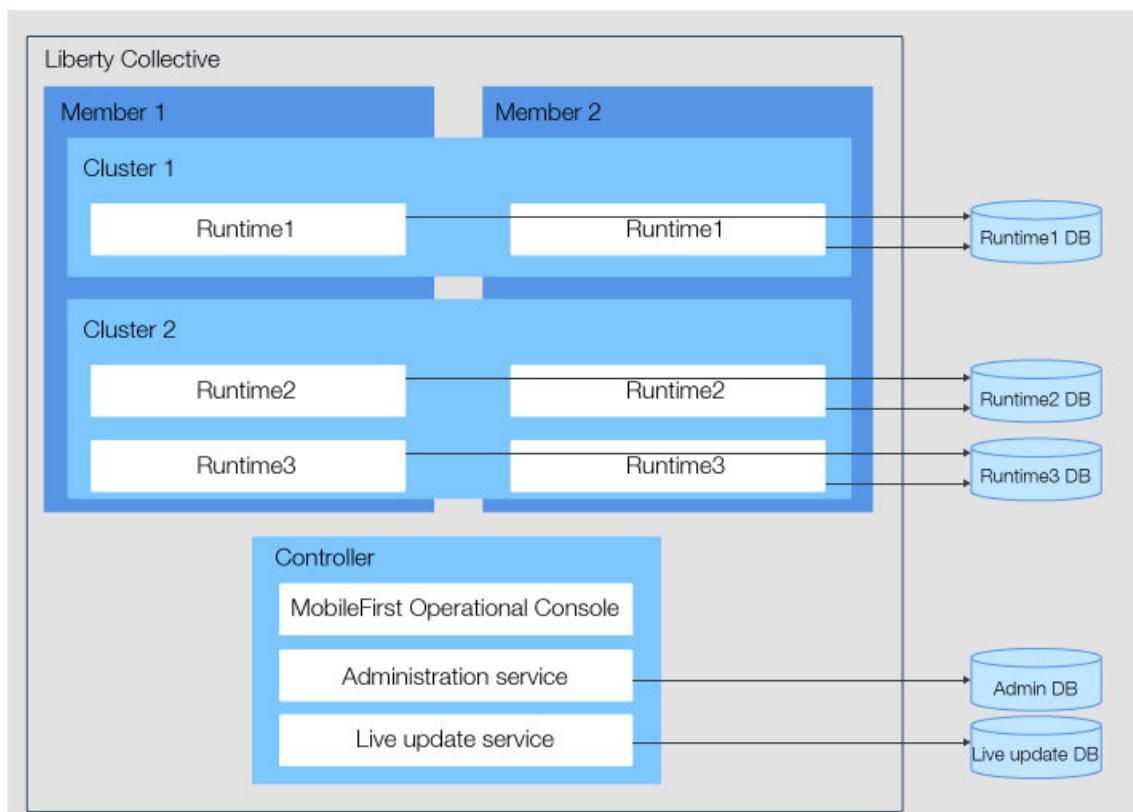 Liberty Collective
Member 1
Member 2
Cluster 1
Runtime1
Runtime1
Runtime1 DB
Cluster 2
Runtime2
Runtime2
Runtime2 DB
Runtime3
Runtime3
Runtime3 DB
Controller
MobileFirst Operational Console
Administration service
Admin DB
Live update service
Live update DB